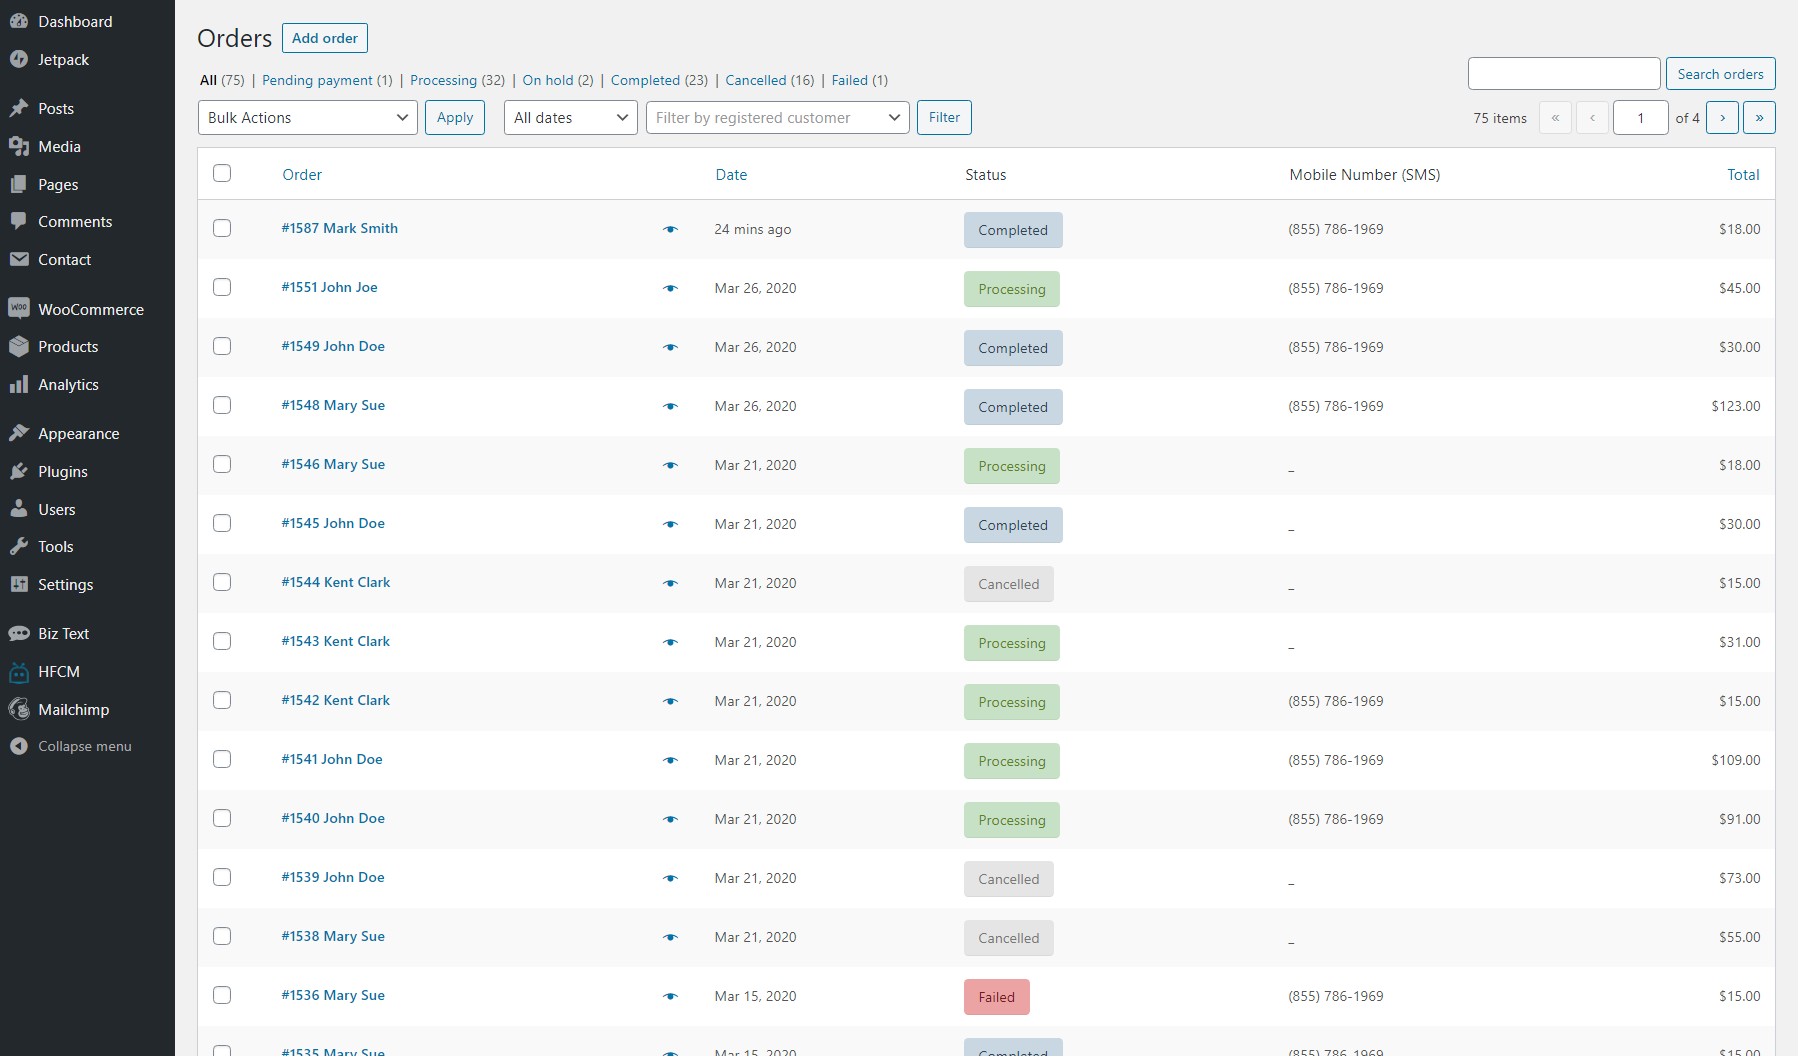 Dashboard
Jetpack
Posts
Media
Pages
Comments
Contact
WooCommerce
Products
Analytics
Appearance
Plugins
Users
Tools
Settings
Biz Text
HFCM
Mailchimp
Collapse menu
Orders Add order
All (75) | Pending payment (1) | Processing (32) | On hold (2) | Completed (23) | Cancelled (16) | Failed (1)
Search orders
Bulk Actions Apply All dates Filter by registered customer Filter
75 items « ‹ 1 of 4 › »
Order Date Status Mobile Number (SMS) Total
#1587 Mark Smith 24 mins ago Completed (855) 786-1969 $18.00
#1551 John Joe Mar 26, 2020 Processing (855) 786-1969 $45.00
#1549 John Doe Mar 26, 2020 Completed (855) 786-1969 $30.00
#1548 Mary Sue Mar 26, 2020 Completed (855) 786-1969 $123.00
#1546 Mary Sue Mar 21, 2020 Processing _ $18.00
#1545 John Doe Mar 21, 2020 Completed _ $30.00
#1544 Kent Clark Mar 21, 2020 Cancelled _ $15.00
#1543 Kent Clark Mar 21, 2020 Processing _ $31.00
#1542 Kent Clark Mar 21, 2020 Processing (855) 786-1969 $15.00
#1541 John Doe Mar 21, 2020 Processing (855) 786-1969 $109.00
#1540 John Doe Mar 21, 2020 Processing (855) 786-1969 $91.00
#1539 John Doe Mar 21, 2020 Cancelled _ $73.00
#1538 Mary Sue Mar 21, 2020 Cancelled _ $55.00
#1536 Mary Sue Mar 15, 2020 Failed (855) 786-1969 $15.00
#1535 Mary Sue Mar 15, 2020 Completed (855) 786-1969 $15.00